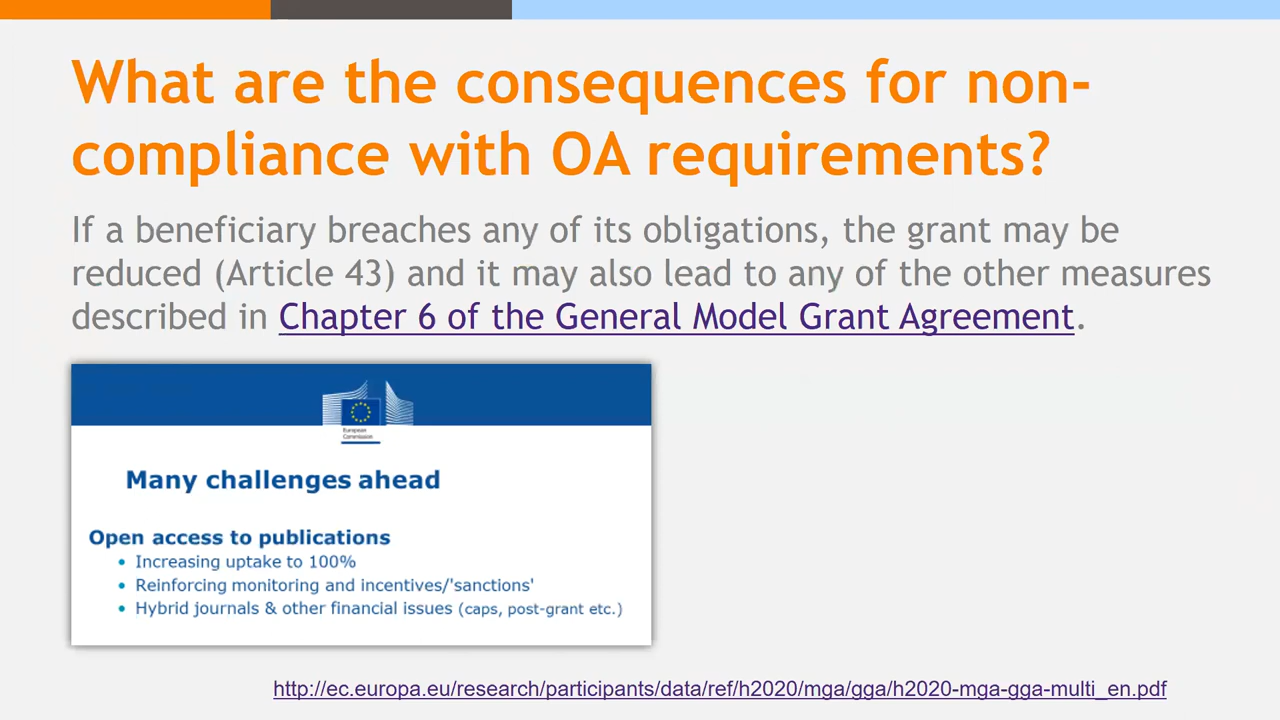 What are the consequences for non-
compliance with OA requirements?
If a beneficiary breaches any of its obligations, the grant may be
reduced (Article 43) and it may also lead to any of the other measures
described in Chapter 6 of the General Model Grant Agreement.
European
Commission
Many challenges ahead
Open access to publications
• Increasing uptake to 100%
• Reinforcing monitoring and incentives/'sanctions'
• Hybrid journals & other financial issues (caps, post-grant etc.)
http://ec.europa.eu/research/participants/data/ref/h2020/mga/gga/h2020-mga-gga-multi_en.pdf